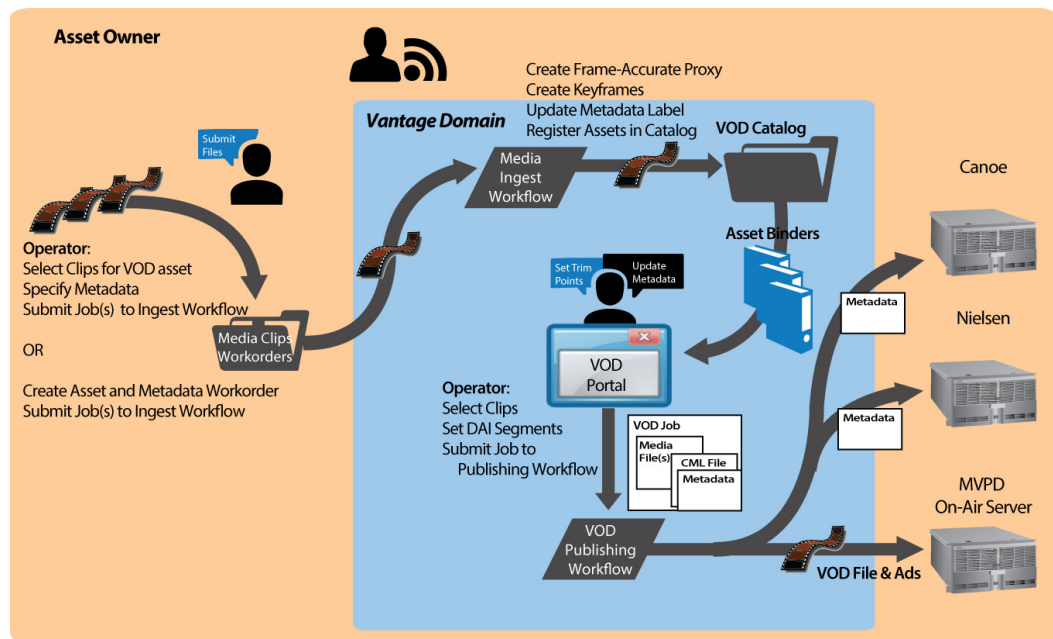 Asset Owner
Submit
Files
Operator:
Select Clips for VOD asset
Specify Metadata
Submit Job(s) to Ingest Workflow
OR
Create Asset and Metadata Workorder
Submit Job(s) to Ingest Workflow
Media Clips
Workorders
Create Frame-Accurate Proxy
Create Keyframes
Update Metadata Label
Register Assets in Catalog
Vantage Domain
Media
Ingest
Workflow
VOD Catalog
Asset Binders
Set Trim
Points
Update
Metadata
VOD
Portal
Operator:
Select Clips
Set DAI Segments
Submit Job to
Publishing Workflow
VOD Job
Media
File(s)
CML File
Metadata
VOD
Publishing
Workflow
Canoe
Metadata
Nielsen
Metadata
MVPD
On-Air Server
VOD File & Ads